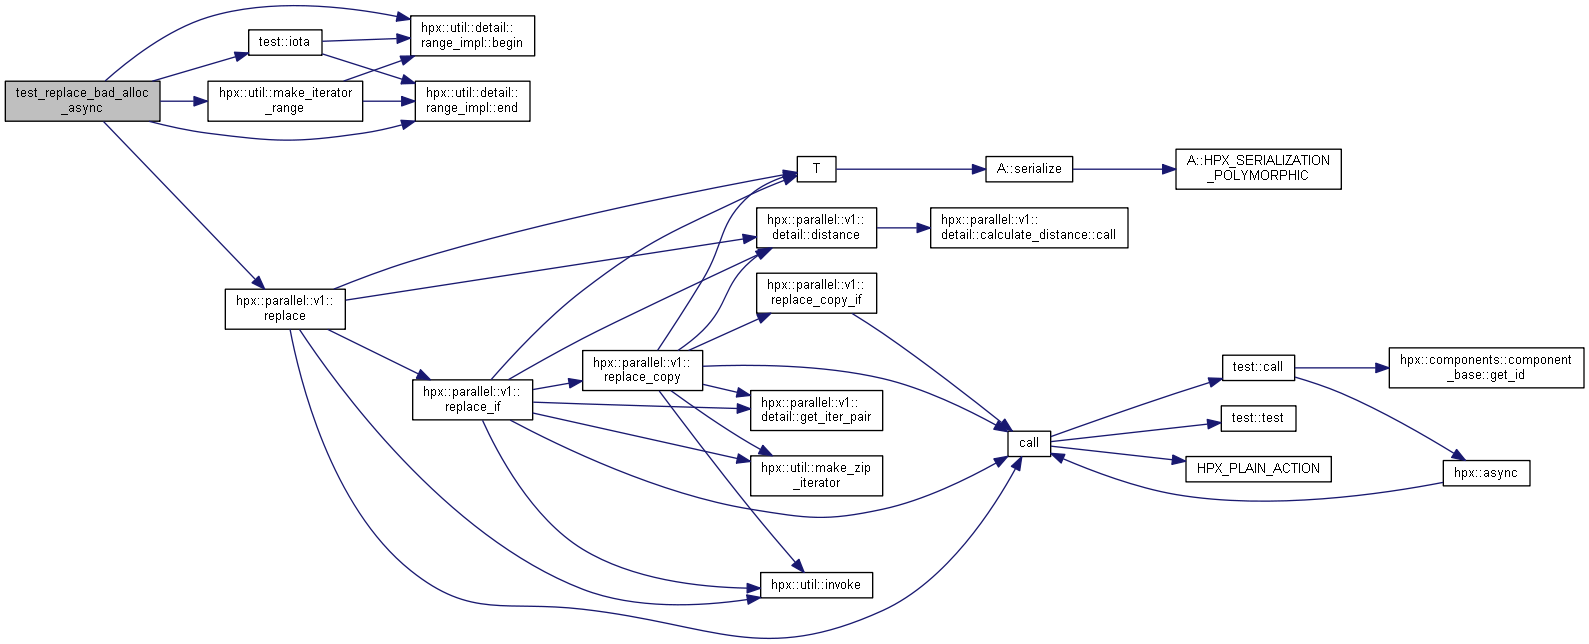 test_replace_bad_alloc
_async
test::iota
hpx::util::make_iterator
_range
hpx::util::detail::
range_impl::begin
hpx::util::detail::
range_impl::end
hpx::parallel::v1::
replace
hpx::parallel::v1::
replace_if
hpx::parallel::v1::
replace_copy
T
hpx::parallel::v1::
detail::distance
hpx::parallel::v1::
replace_copy_if
hpx::parallel::v1::
detail::get_iter_pair
hpx::util::make_zip
_iterator
hpx::util::invoke
A::serialize
A::HPX_SERIALIZATION
_POLYMORPHIC
hpx::parallel::v1::
detail::calculate_distance::call
call
test::call
test::test
HPX_PLAIN_ACTION
hpx::components::component
_base::get_id
hpx::async